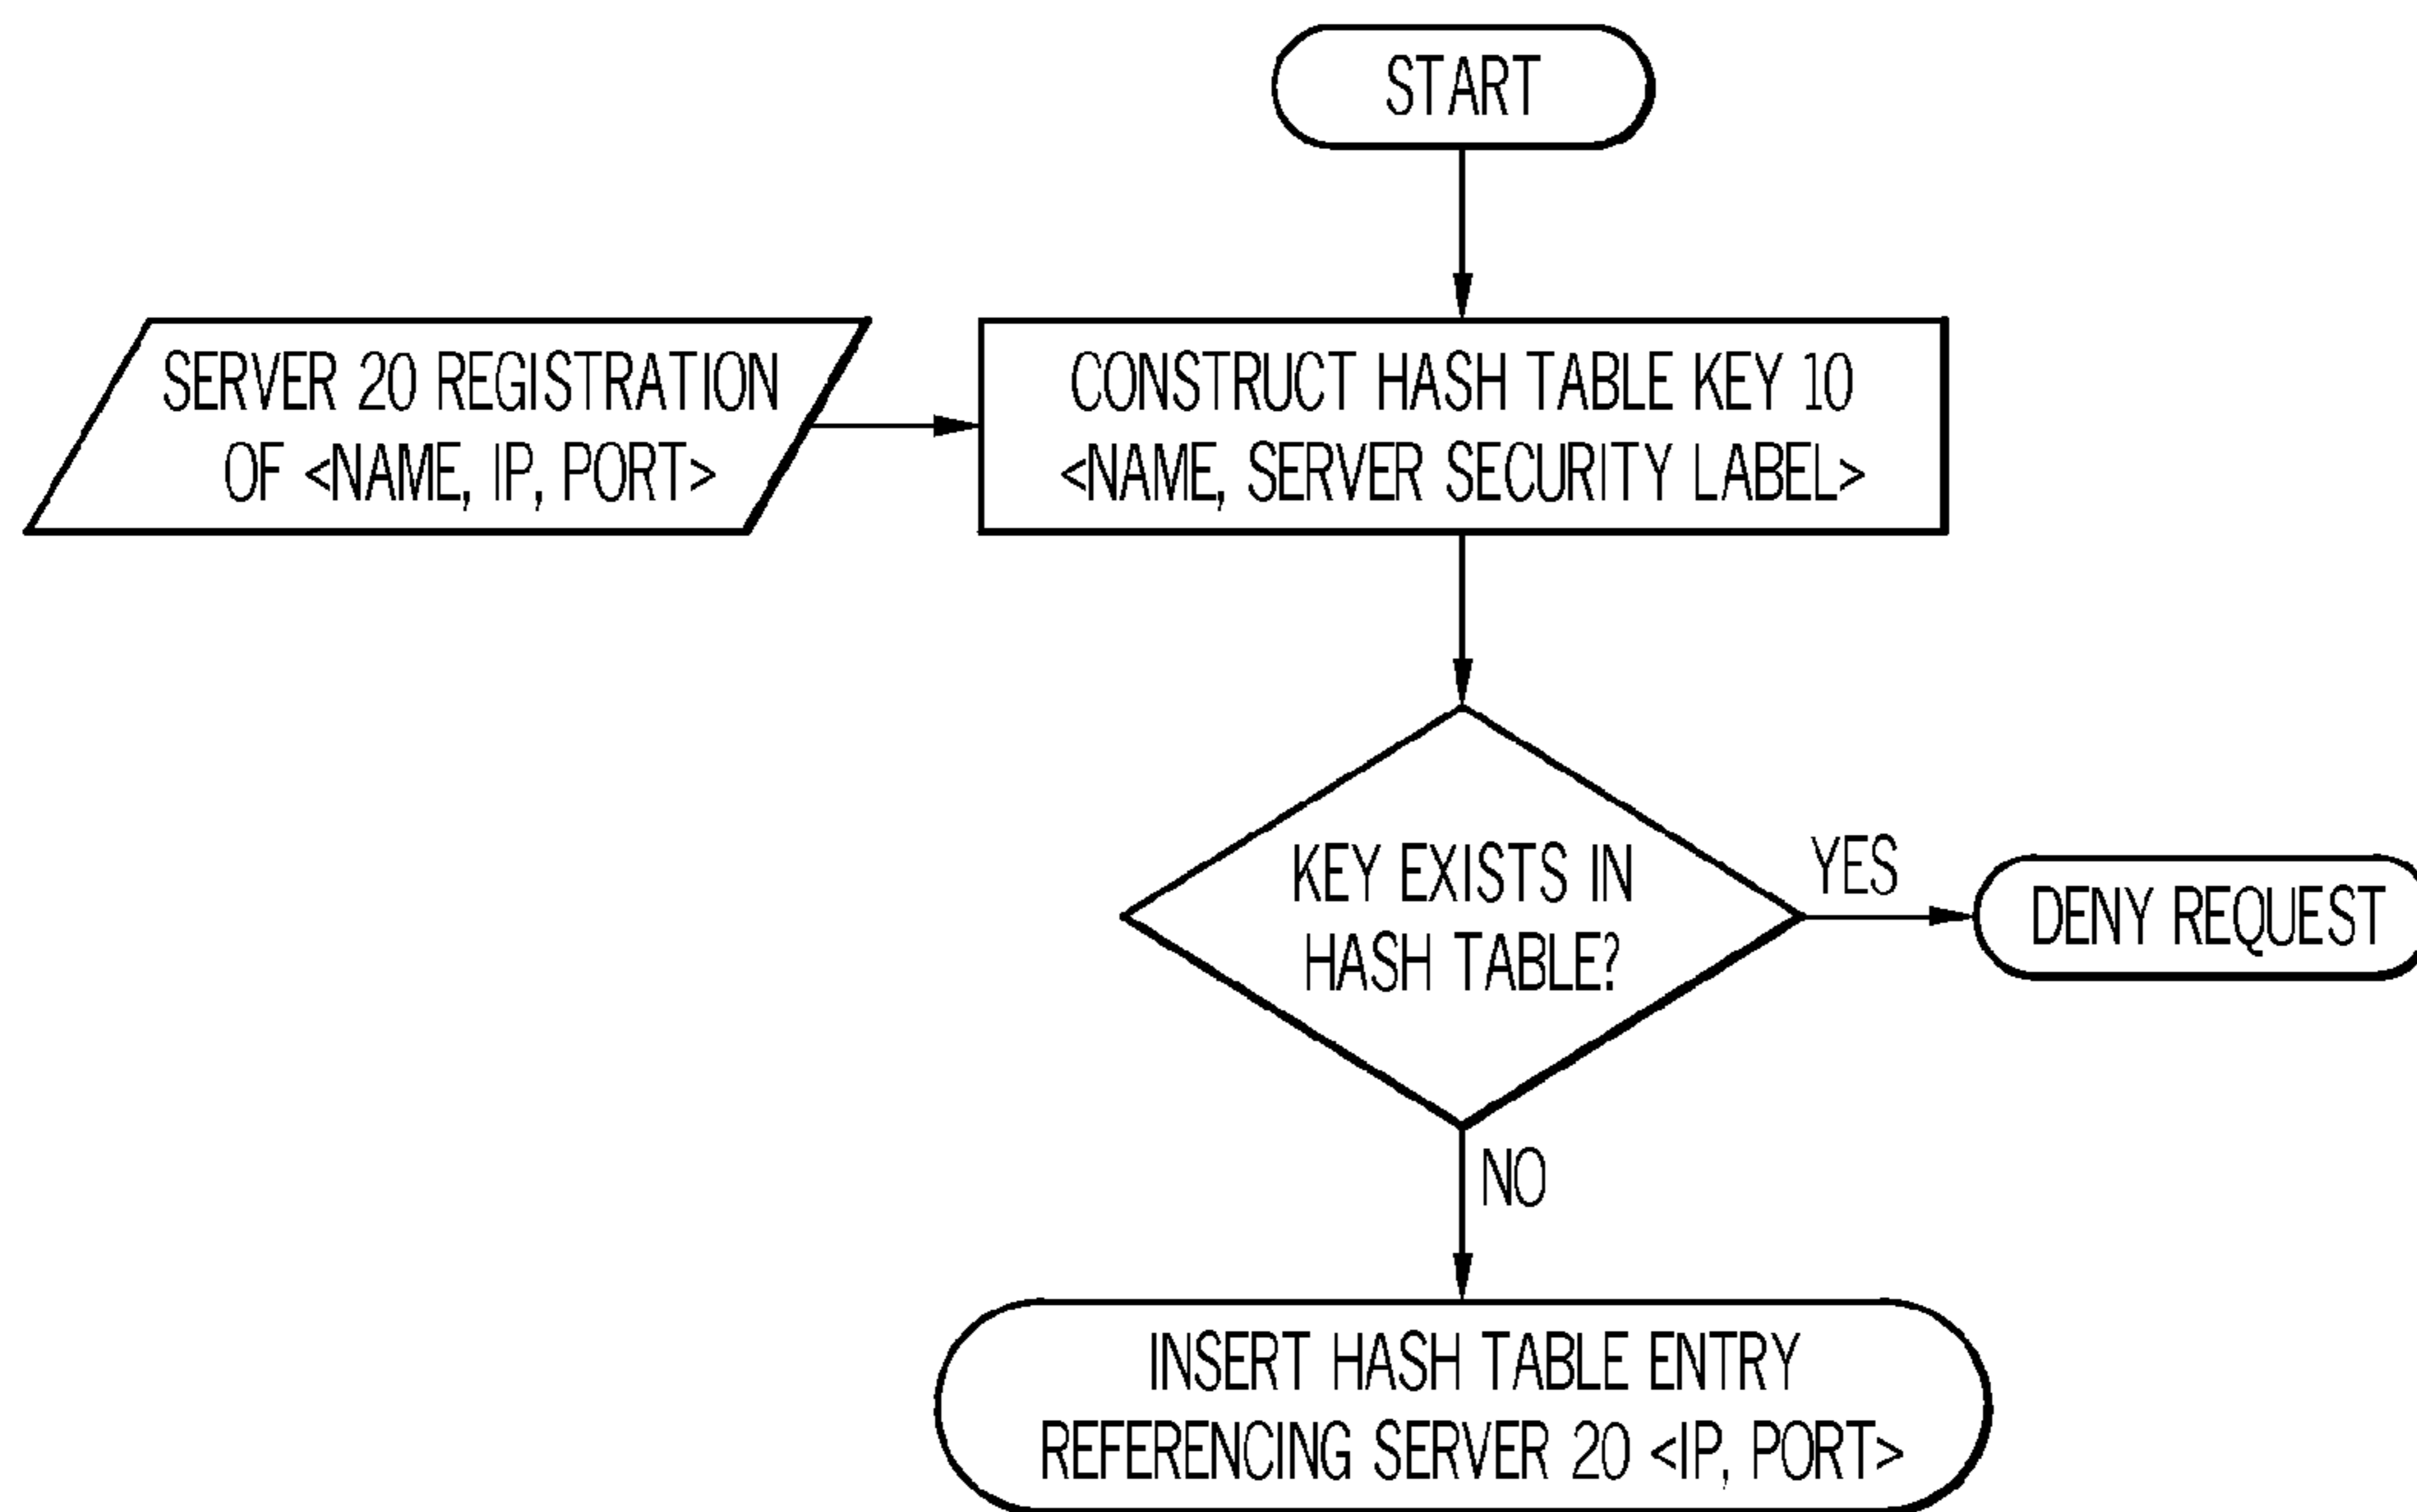 START
SERVER 20 REGISTRATION
OF <NAME, IP, PORT>
CONSTRUCT HASH TABLE KEY 10
<NAME, SERVER SECURITY LABEL>
KEY EXISTS IN
HASH TABLE?
YES
DENY REQUEST
NO
INSERT HASH TABLE ENTRY
REFERENCING SERVER 20 <IP, PORT>